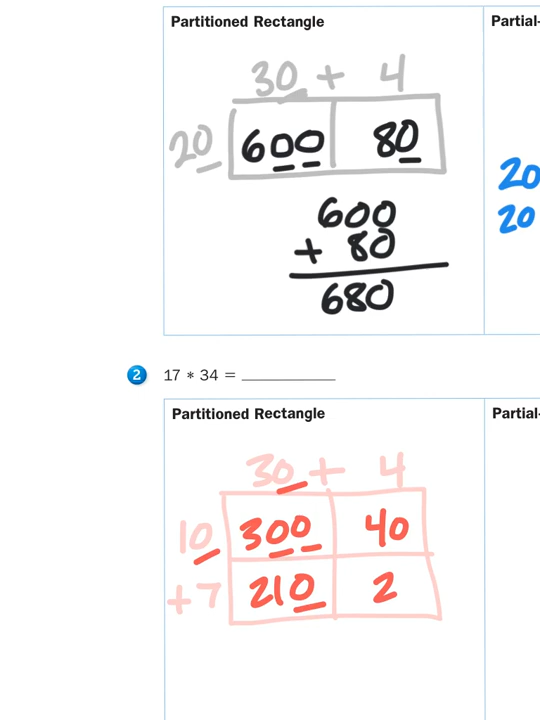 Partitioned Rectangle
Partial-
30 + 4
20 600 80
20
600
20
+ 80
680
2 17 * 34 = ________
Partitioned Rectangle
Partial-
30 + 4
10 300 40
+ 7 210 2